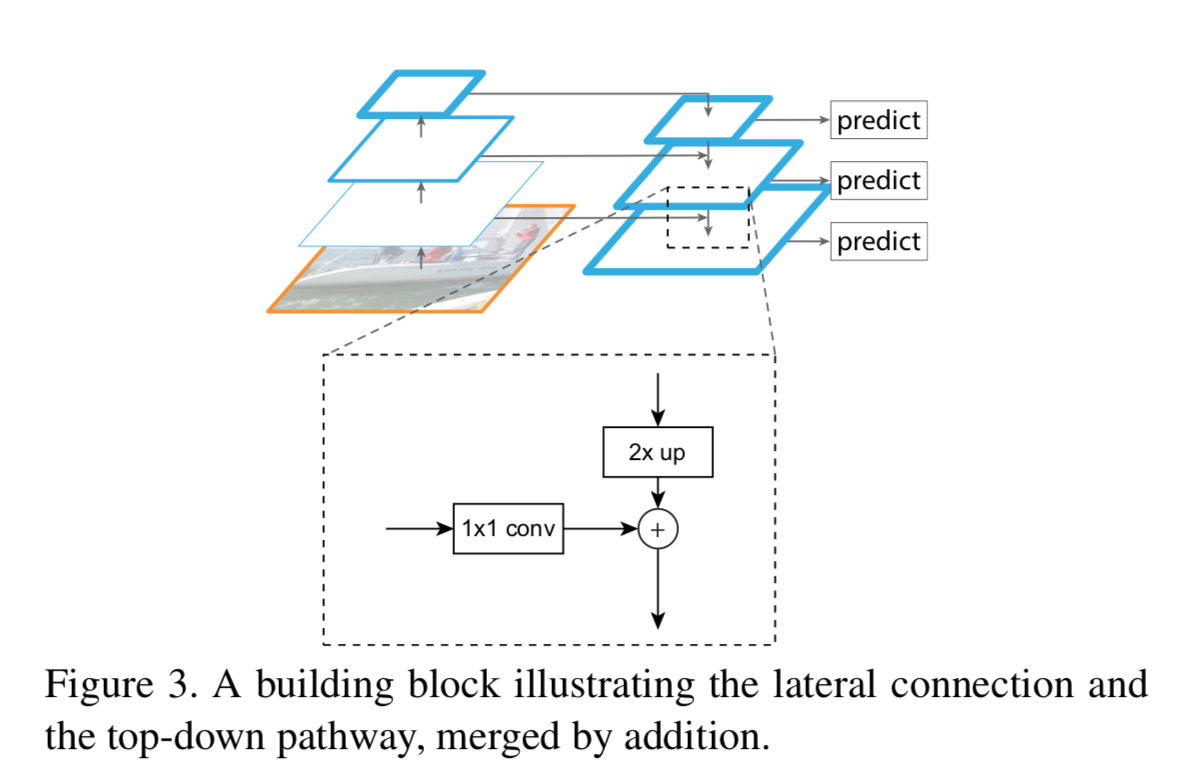 predict
predict
predict
2x up
1x1 conv
+
Figure 3. A building block illustrating the lateral connection and
the top-down pathway, merged by addition.